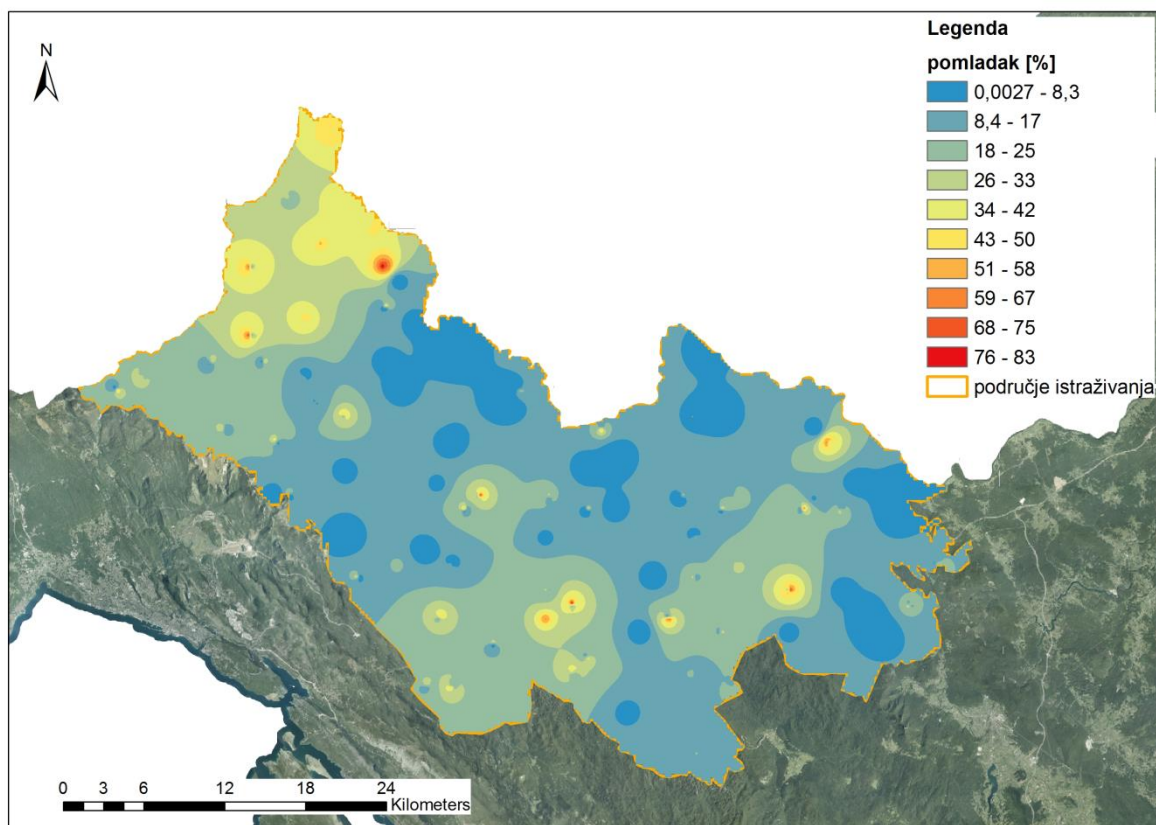 N
Legenda
pomladak [%]
0,0027 - 8,3
8,4 - 17
18 - 25
26 - 33
34 - 42
43 - 50
51 - 58
59 - 67
68 - 75
76 - 83
područje istraživanja
0 3 6 12 18 24
Kilometers